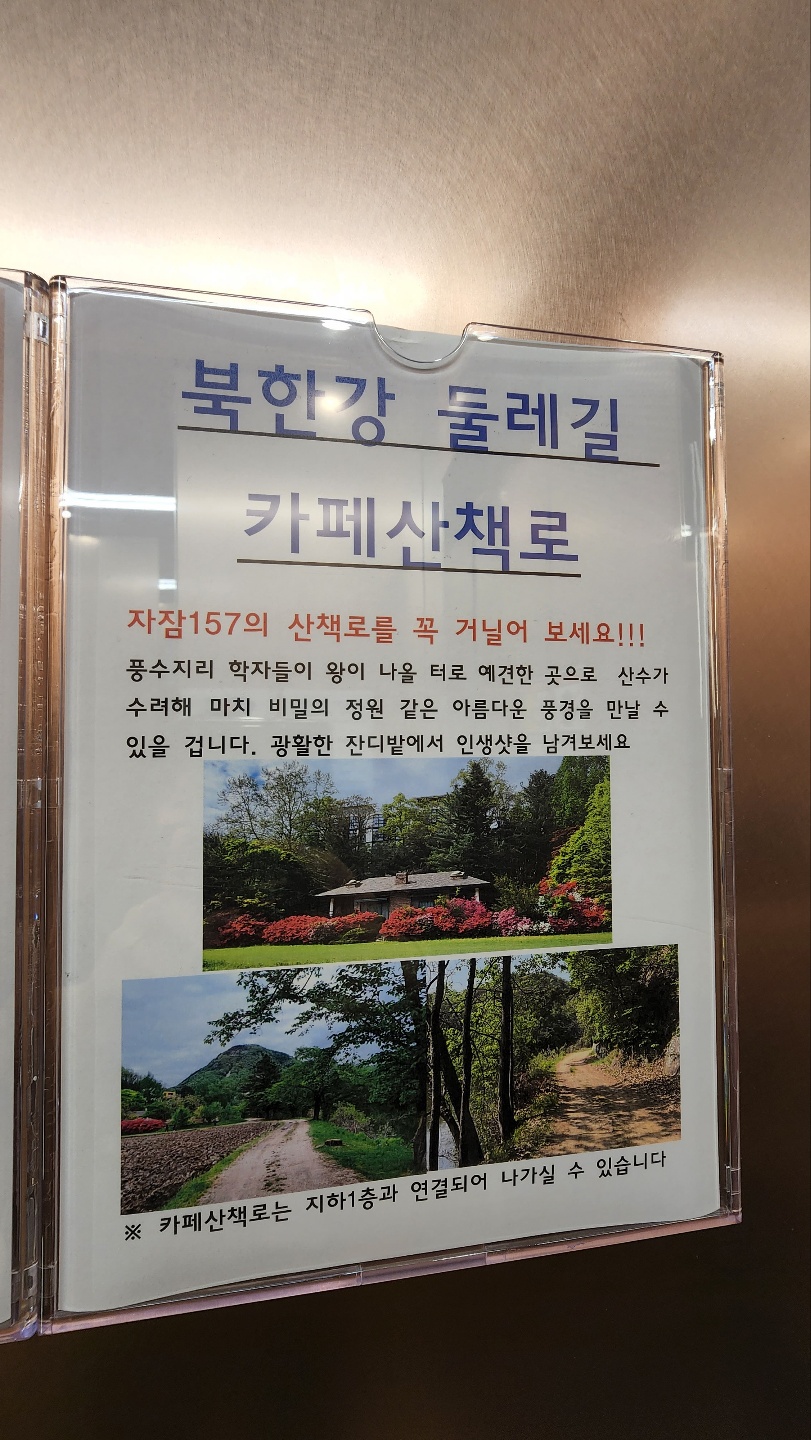 북한강 둘레길
카페산책로
자잠157의 산책로를 꼭 거닐어 보세요!!!
풍수지리 학자들이 왕이 나올 터로 예견한 곳으로 산수가
수려해 마치 비밀의 정원 같은 아름다운 풍경을 만날 수
있을 겁니다. 광활한 잔디밭에서 인생샷을 남겨보세요
※ 카페산책로는 지하1층과 연결되어 나가실 수 있습니다